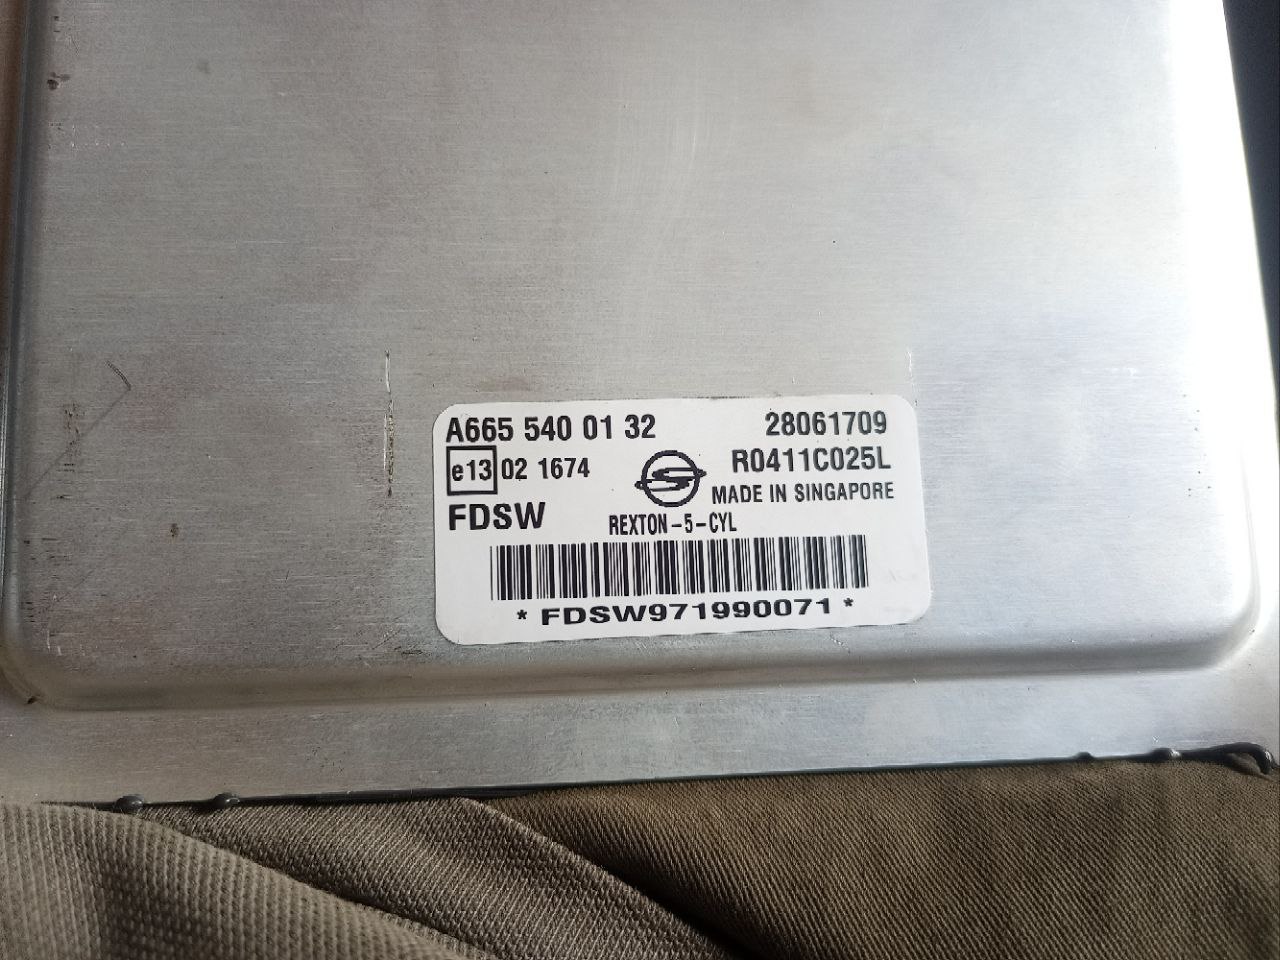 A665 540 01 32 28061709
e13 02 1674 R0411C025L
MADE IN SINGAPORE
FDSW REXTON-5-CYL
* FDSW971990071 *